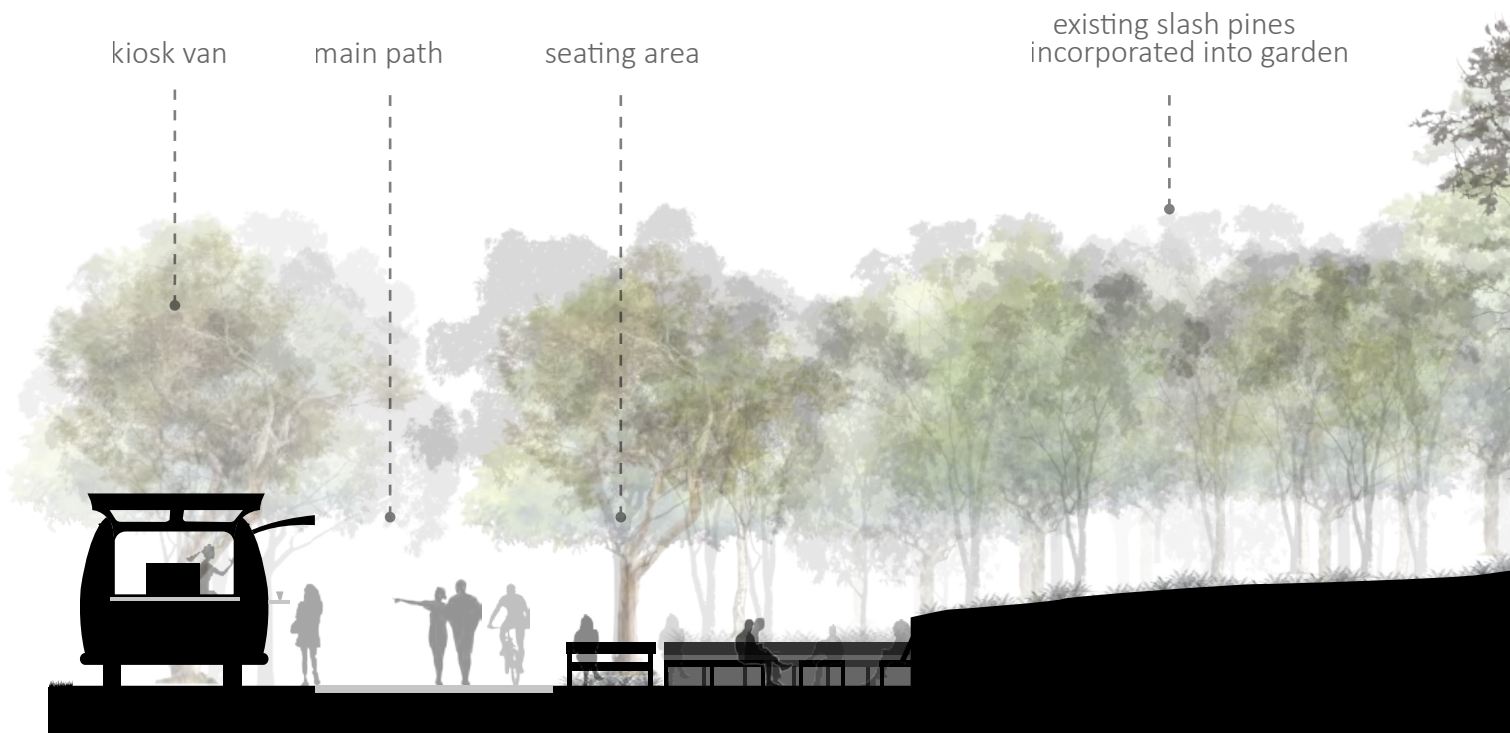 kiosk van
main path
seating area
existing slash pines
incorporated into garden